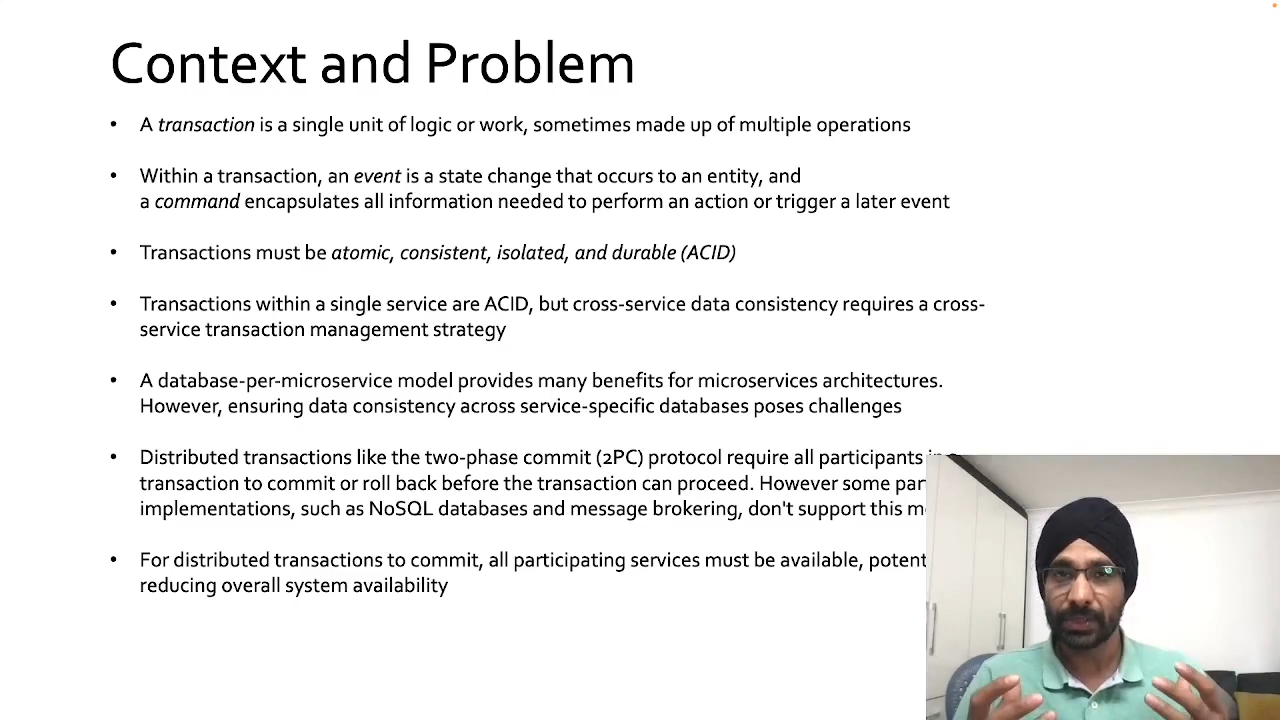 Context and Problem
• A transaction is a single unit of logic or work, sometimes made up of multiple operations
• Within a transaction, an event is a state change that occurs to an entity, and
a command encapsulates all information needed to perform an action or trigger a later event
• Transactions must be atomic, consistent, isolated, and durable (ACID)
• Transactions within a single service are ACID, but cross-service data consistency requires a cross-
service transaction management strategy
• A database-per-microservice model provides many benefits for microservices architectures.
However, ensuring data consistency across service-specific databases poses challenges
• Distributed transactions like the two-phase commit (2PC) protocol require all participants
transaction to commit or roll back before the transaction can proceed. However some
implementations, such as NoSQL databases and message brokering, don't support this
• For distributed transactions to commit, all participating services must be available,
reducing overall system availability